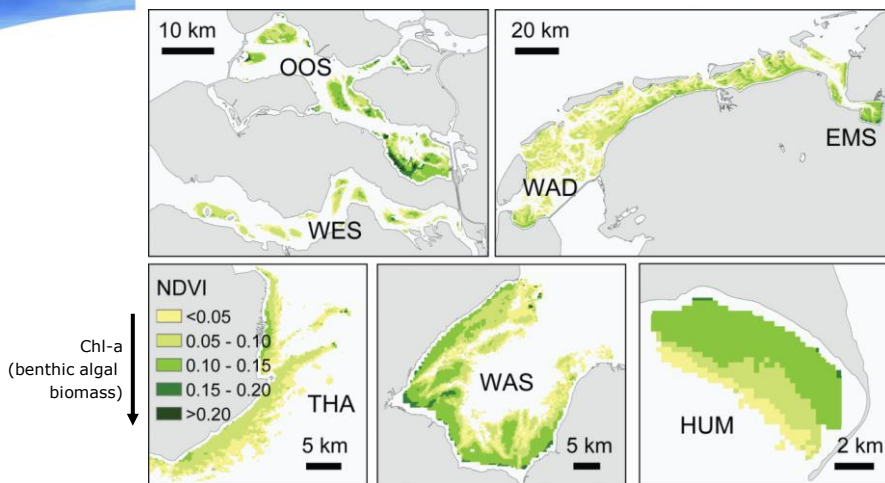 10 km
OOS
WES
20 km
WAD
EMS
Chl-a
(benthic algal
biomass)
NDVI
<0.05
0.05 - 0.10
0.10 - 0.15
0.15 - 0.20
>0.20
THA
5 km
WAS
5 km
HUM
2 km